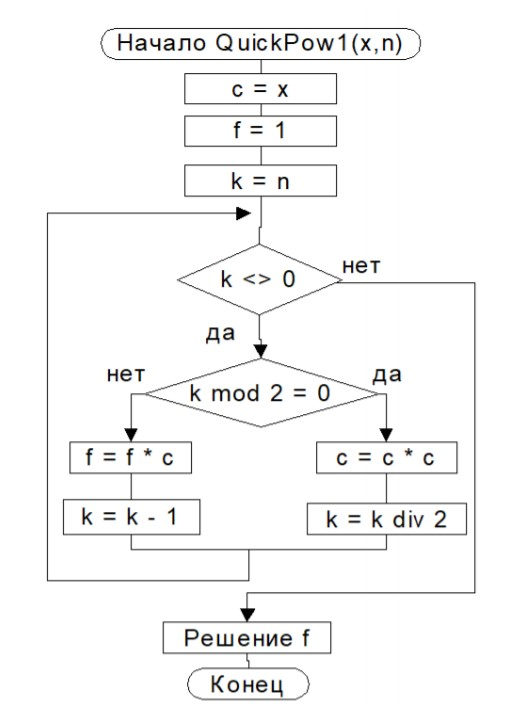 Начало QuickPow1(x,n)
c = x
f = 1
k = n
k <> 0
нет
да
k mod 2 = 0
нет
да
f = f * c
c = c * c
k = k - 1
k = k div 2
Решение f
Конец